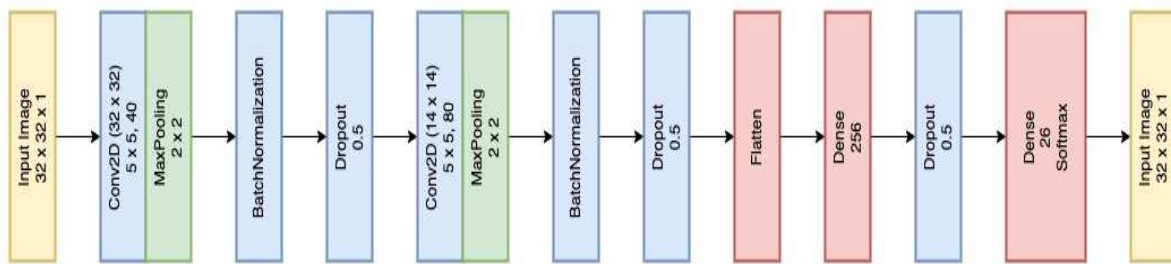 Input Image
32 x 32 x 1
Conv2D (32 x 32)
5 x 5, 40
MaxPooling
2 x 2
BatchNormalization
Dropout
0.5
Conv2D (14 x 14)
5 x 5, 80
MaxPooling
2 x 2
BatchNormalization
Dropout
0.5
Flatten
Dense
256
Dropout
0.5
Dense
26
Softmax
Input Image
32 x 32 x 1